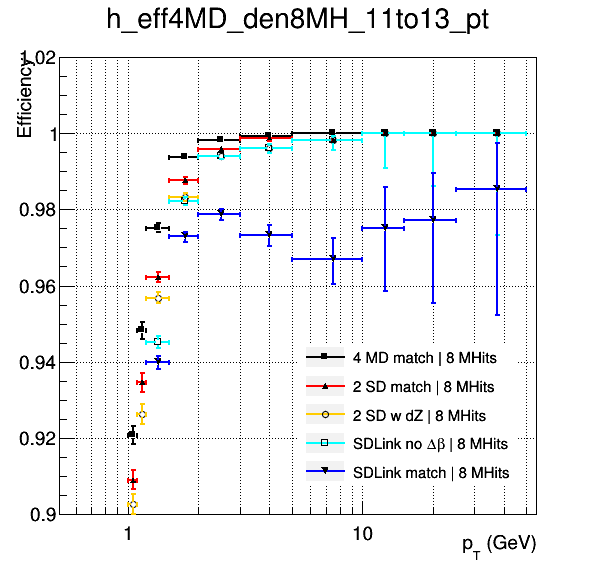 h_eff4MD_den8MH_11to13_pt
Efficiency
1.02
1
0.98
0.96
0.94
0.92
0.9
4 MD match | 8 MHits
2 SD match | 8 MHits
2 SD w dZ | 8 MHits
SDLink no Δβ | 8 MHits
SDLink match | 8 MHits
1
10
p_T (GeV)